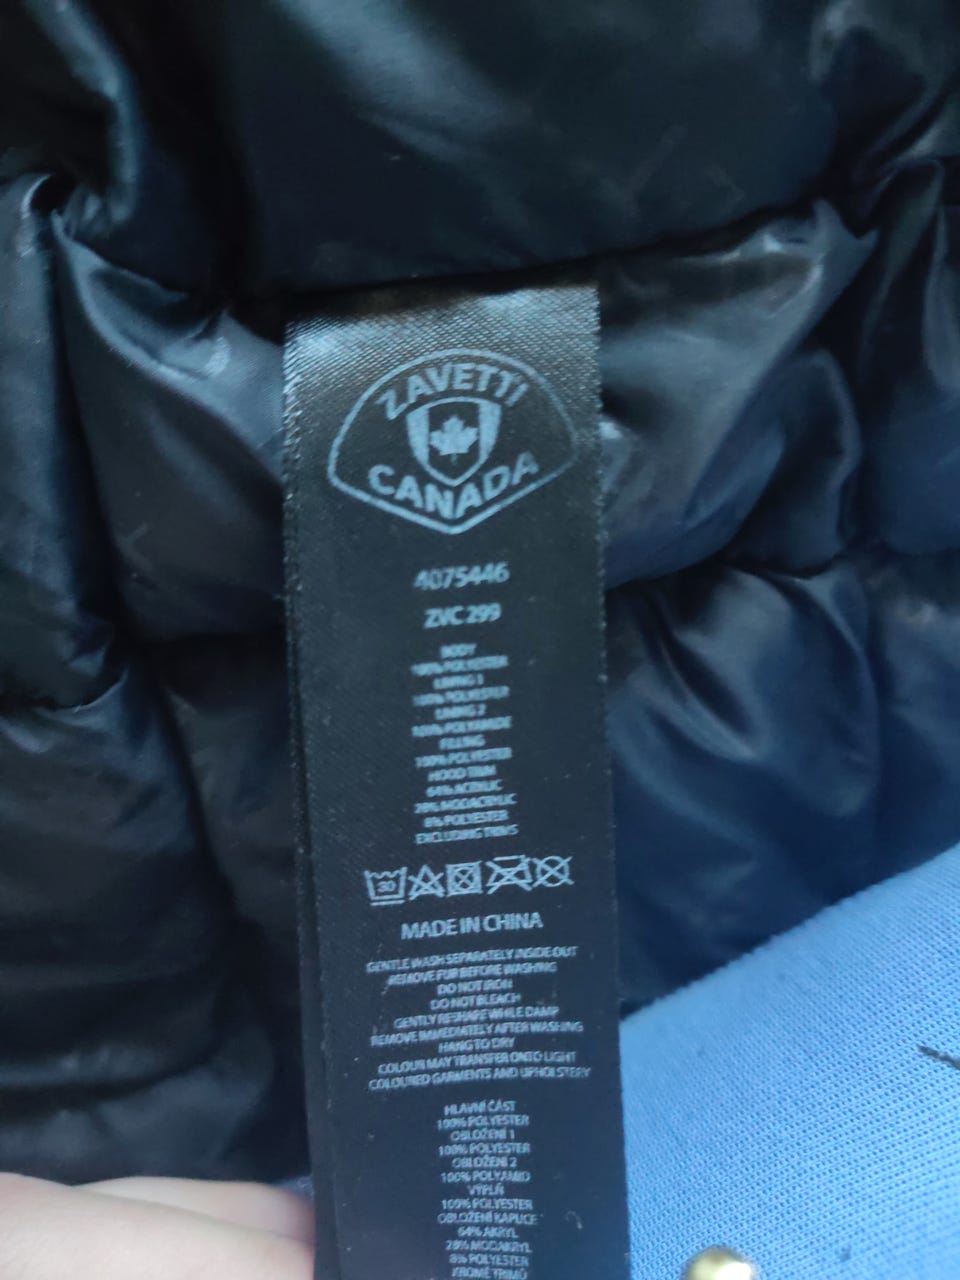 ZAVETTI
CANADA
4075446
ZVC 299
BODY
100% POLYESTER
LINING 1
100% POLYESTER
LINING 2
100% POLYAMIDE
FILLING
100% POLYESTER
HOOD TRIM
64% ACRYLIC
28% MODACRYLIC
8% POLYESTER
EXCLUDING TRIMS
30
MADE IN CHINA
GENTLE WASH SEPARATELY INSIDE OUT
REMOVE FUR BEFORE WASHING
DO NOT IRON
DO NOT BLEACH
GENTLY RESHAPE WHILE DAMP
REMOVE IMMEDIATELY AFTER WASHING
HANG TO DRY
COLOUR MAY TRANSFER ONTO LIGHT
COLOURED GARMENTS AND UPHOLSTERY
HLAVNÍ ČÁST
100% POLYESTER
OBLOŽENÍ 1
100% POLYESTER
OBLOŽENÍ 2
100% POLYAMID
VÝPLŇ
100% POLYESTER
OBLOŽENÍ KAPUCE
64% AKRYL
28% MODAKRYL
8% POLYESTER
KROMĚ TRIMŮ